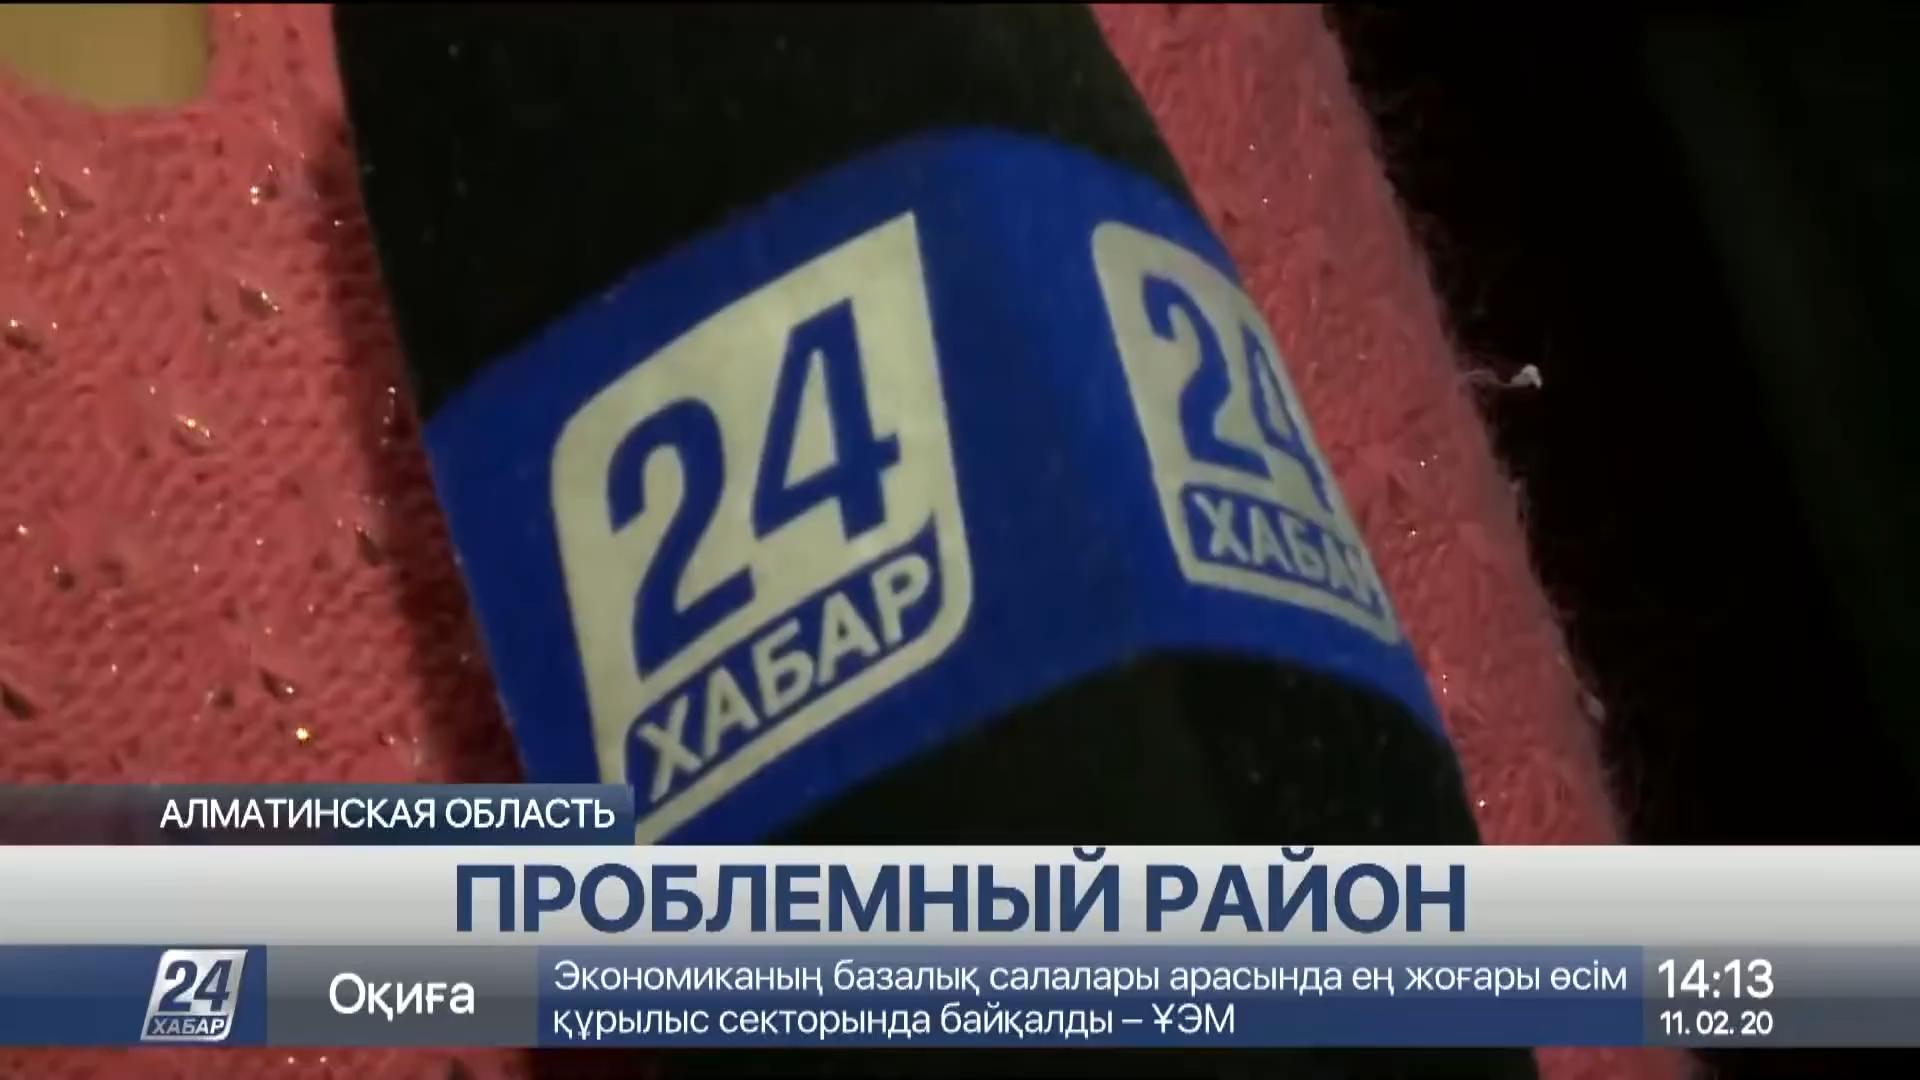 24
ХАБАР
24
ХАБАР
АЛМАТИНСКАЯ ОБЛАСТЬ
ПРОБЛЕМНЫЙ РАЙОН
24
ХАБАР
Оқиға
Экономиканың базалық салалары арасында ең жоғары өсім
құрылыс секторында байқалды – ҰЭМ
14:13
11. 02. 20